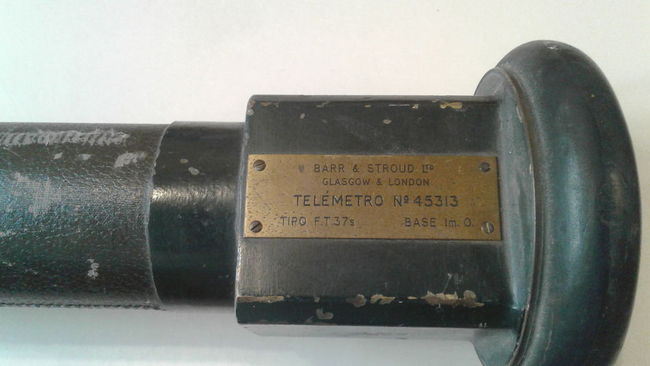 BARR & STROUD LTD
GLASGOW & LONDON
TELÉMETRO Nº 45313
TIPO F.T.37s BASE 1m.0.